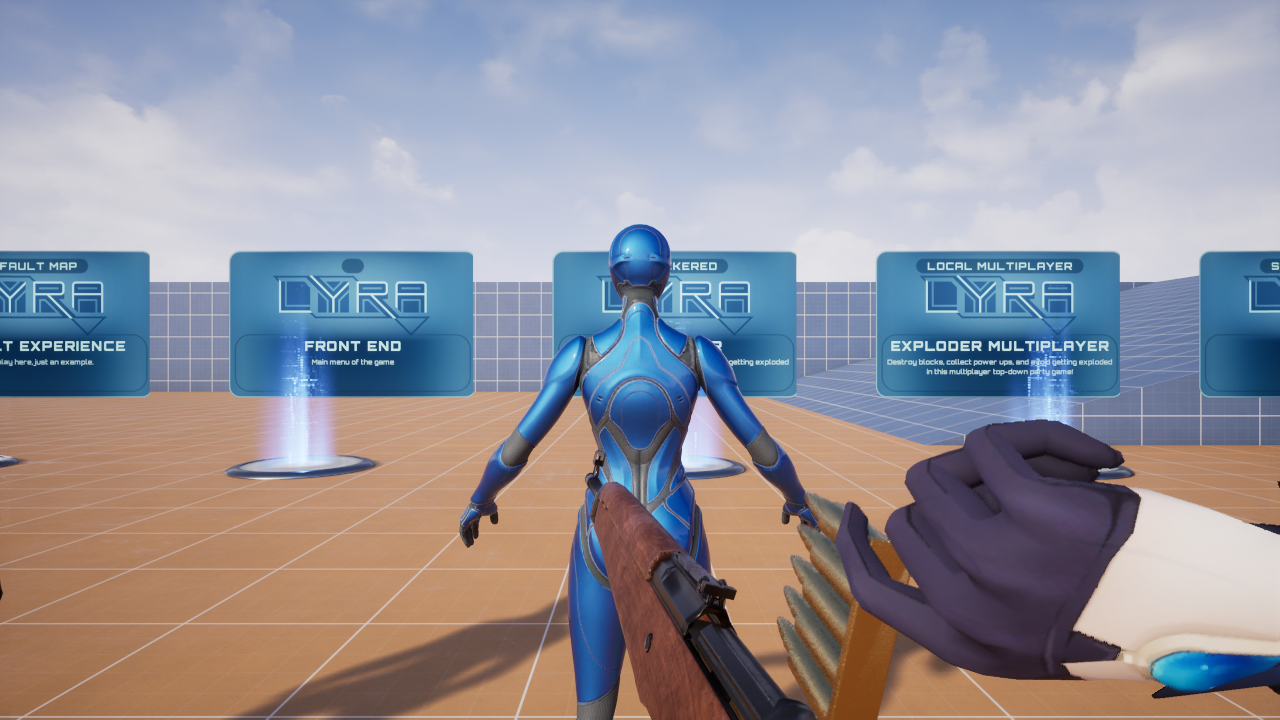 FAULT MAP
YRA
LT EXPERIENCE
lay here, just an example.
LYRA
FRONT END
Main menu of the game
KERED
LYRA
R
getting exploded
LOCAL MULTIPLAYER
LYRA
EXPLODER MULTIPLAYER
Destroy blocks, collect power ups, and avoid getting exploded
in this multiplayer top-down party game!
S
L